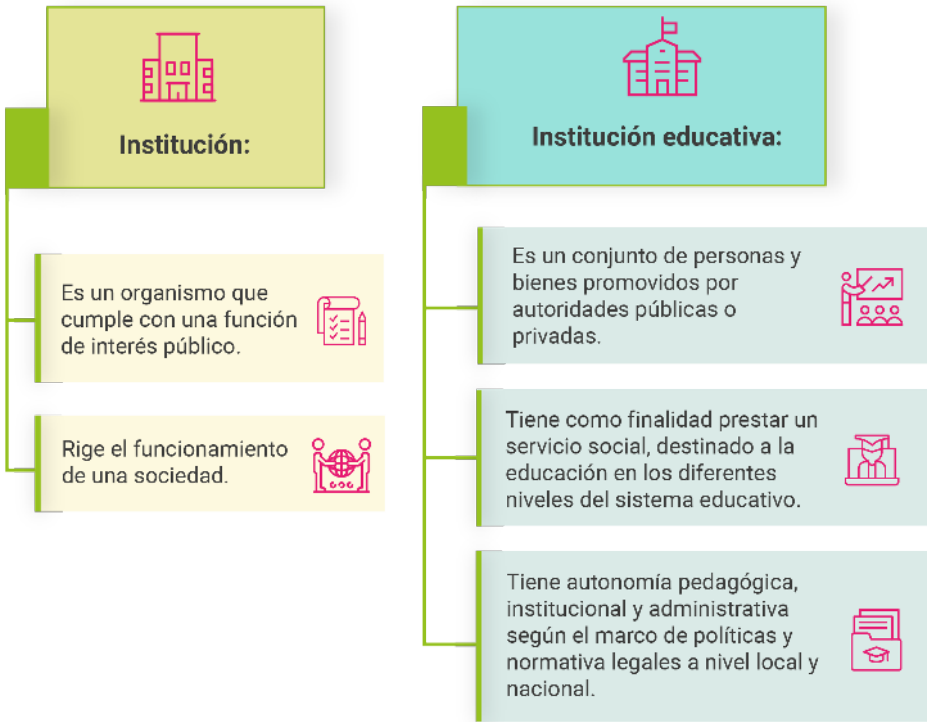 Institución:
Es un organismo que
cumple con una función
de interés público.
Rige el funcionamiento
de una sociedad.
Institución educativa:
Es un conjunto de personas y
bienes promovidos por
autoridades públicas o
privadas.
Tiene como finalidad prestar un
servicio social, destinado a la
educación en los diferentes
niveles del sistema educativo.
Tiene autonomía pedagógica,
institucional y administrativa
según el marco de políticas y
normativa legales a nivel local y
nacional.